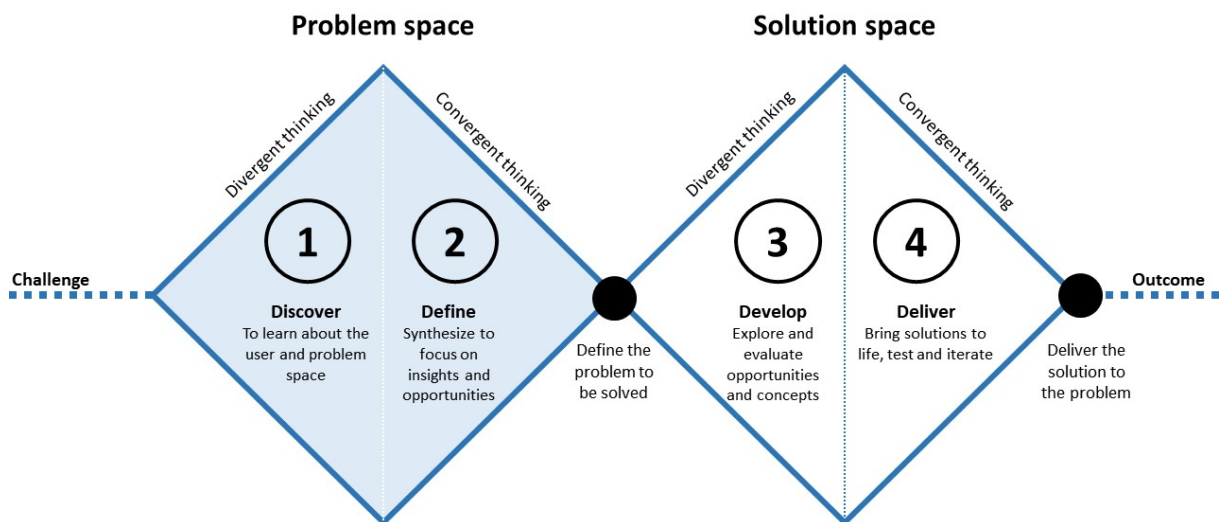 Problem space
Solution space
Divergent thinking
Convergent thinking
Divergent thinking
Convergent thinking
Challenge
1
Discover
To learn about the
user and problem
space
2
Define
Synthesize to
focus on
insights and
opportunities
Define the
problem to
be solved
3
Develop
Explore and
evaluate
opportunities
and concepts
4
Deliver
Bring solutions to
life, test and iterate
Deliver the
solution to
the problem
Outcome